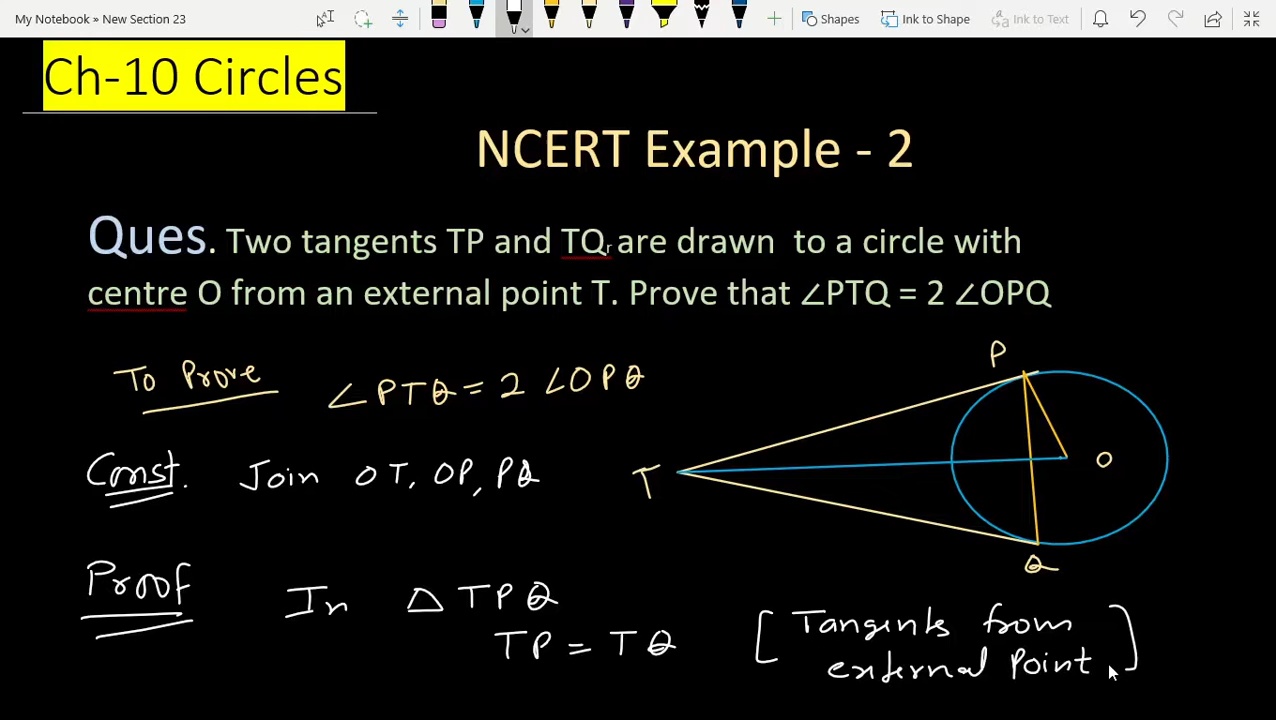 My Notebook » New Section 23
Shapes
Ink to Shape
Ink to Text
Ch-10 Circles
NCERT Example - 2
Ques. Two tangents TP and TQ are drawn to a circle with
centre O from an external point T. Prove that ∠PTQ = 2 ∠OPQ
To Prove ∠PTQ = 2 ∠OPQ
P
Const. Join OT, OP, PQ
T
O
Q
Proof In Δ TPQ
TP = TQ [Tangents from
external Point.]